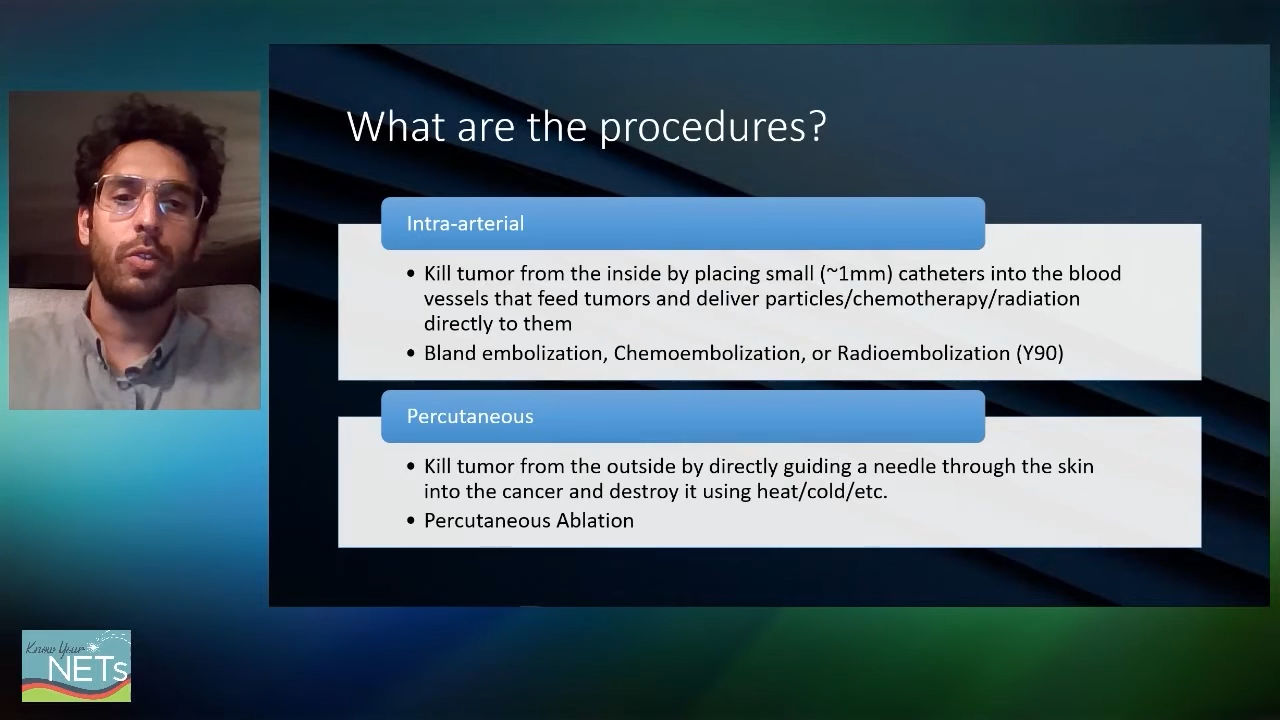 What are the procedures?
Intra-arterial
• Kill tumor from the inside by placing small (~1mm) catheters into the blood
vessels that feed tumors and deliver particles/chemotherapy/radiation
directly to them
• Bland embolization, Chemoembolization, or Radioembolization (Y90)
Percutaneous
• Kill tumor from the outside by directly guiding a needle through the skin
into the cancer and destroy it using heat/cold/etc.
• Percutaneous Ablation
Know Your
NETs